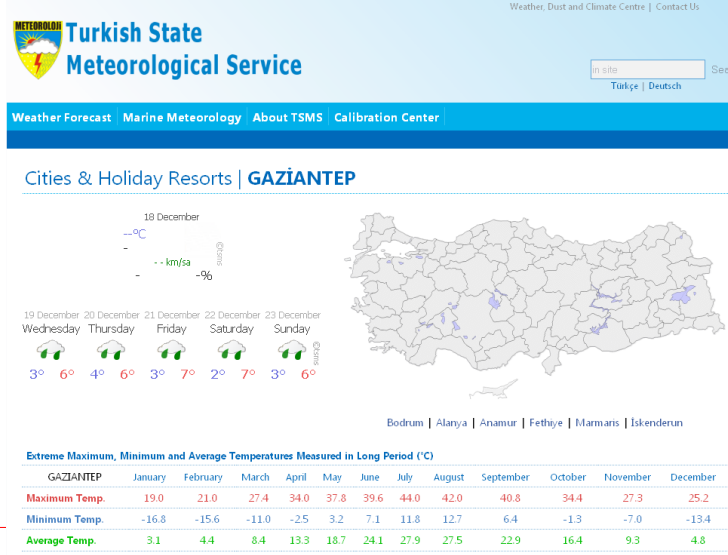 Weather, Dust and Climate Centre | Contact Us
METEOROLOJİ
Turkish State
Meteorological Service
in site
Türkçe | Deutsch
Weather Forecast Marine Meteorology About TSMS Calibration Center
Cities & Holiday Resorts | GAZİANTEP
18 December
--°C
-
-- km/sa
- -%
©tsms
19 December 20 December 21 December 22 December 23 December
Wednesday Thursday Friday Saturday Sunday
3° 6° 4° 6° 3° 7° 2° 7° 3° 6°
©tsms
Bodrum | Alanya | Anamur | Fethiye | Marmaris | İskenderun
Extreme Maximum, Minimum and Average Temperatures Measured in Long Period (°C)
GAZIANTEP January February March April May June July August September October November December
Maximum Temp. 19.0 21.0 27.4 34.0 37.8 39.6 44.0 42.0 40.8 34.4 27.3 25.2
Minimum Temp. -16.8 -15.6 -11.0 -2.5 3.2 7.1 11.8 12.7 6.4 -1.3 -7.0 -13.4
Average Temp. 3.1 4.4 8.4 13.3 18.7 24.1 27.9 27.5 22.9 16.4 9.3 4.8